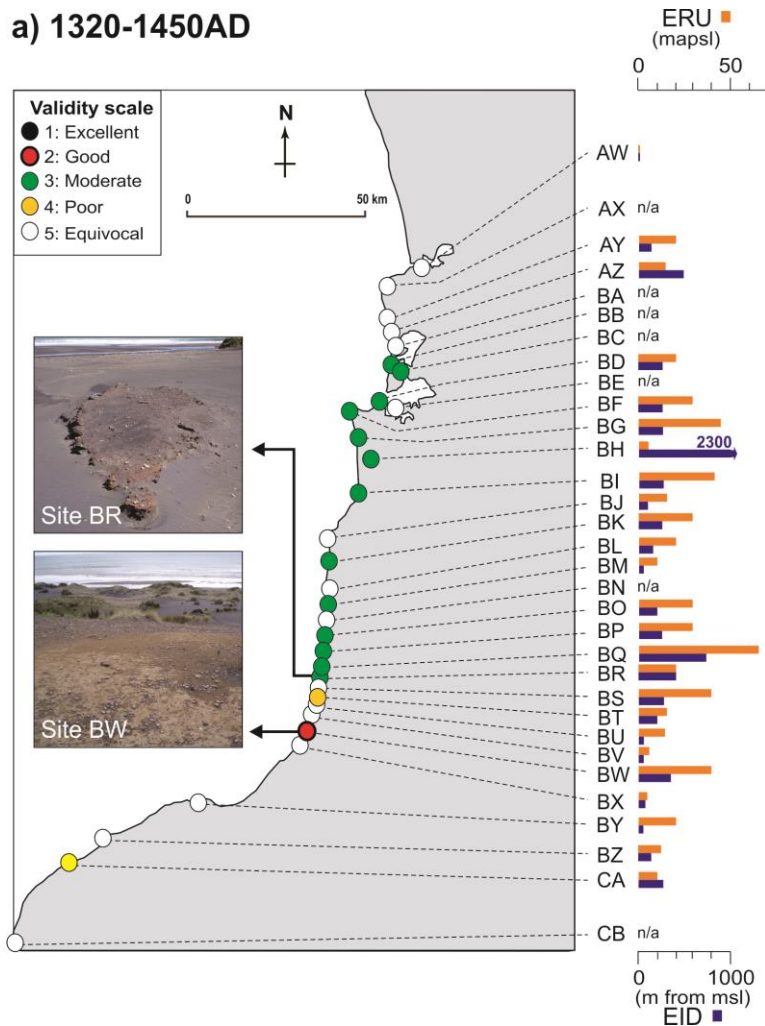 a) 1320-1450AD
ERU
(mapsl)
0 50
Validity scale
1: Excellent
2: Good
3: Moderate
4: Poor
5: Equivocal
N
0 50 km
AW
AX n/a
AY
AZ
BA n/a
BB n/a
BC n/a
BD
BE n/a
BF
BG
BH 2300
BI
BJ
BK
BL
BM
BN n/a
BO
BP
BQ
BR
BS
BT
BU
BV
BW
BX
BY
BZ
CA
CB n/a
Site BR
Site BW
0 1000
(m from msl)
EID